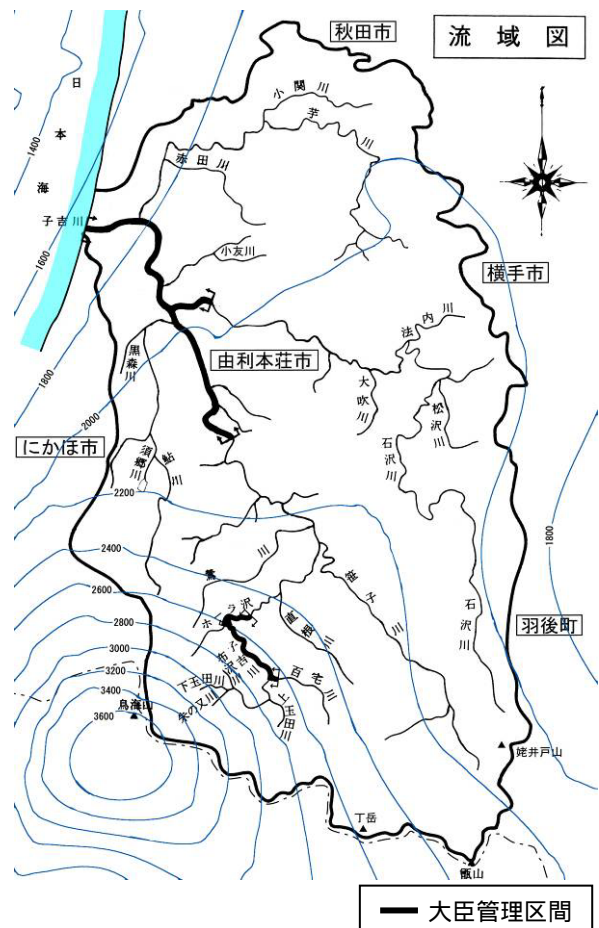 流域図
秋田市
日本海
小関川
芋川
赤田川
子吉川
小友川
横手市
由利本荘市
黒森川
法内川
大吹川
松沢川
石沢川
にかほ市
須郷川
鮎川
1400
1600
1800
2000
2200
2400
2600
2800
3000
3200
3400
3600
1800
笹子川
直根川
石沢川
羽後町
百宅川
下玉田川
朱の又川
上玉田川
鳥海山
姥井戸山
丁岳
甑山
大臣管理区間